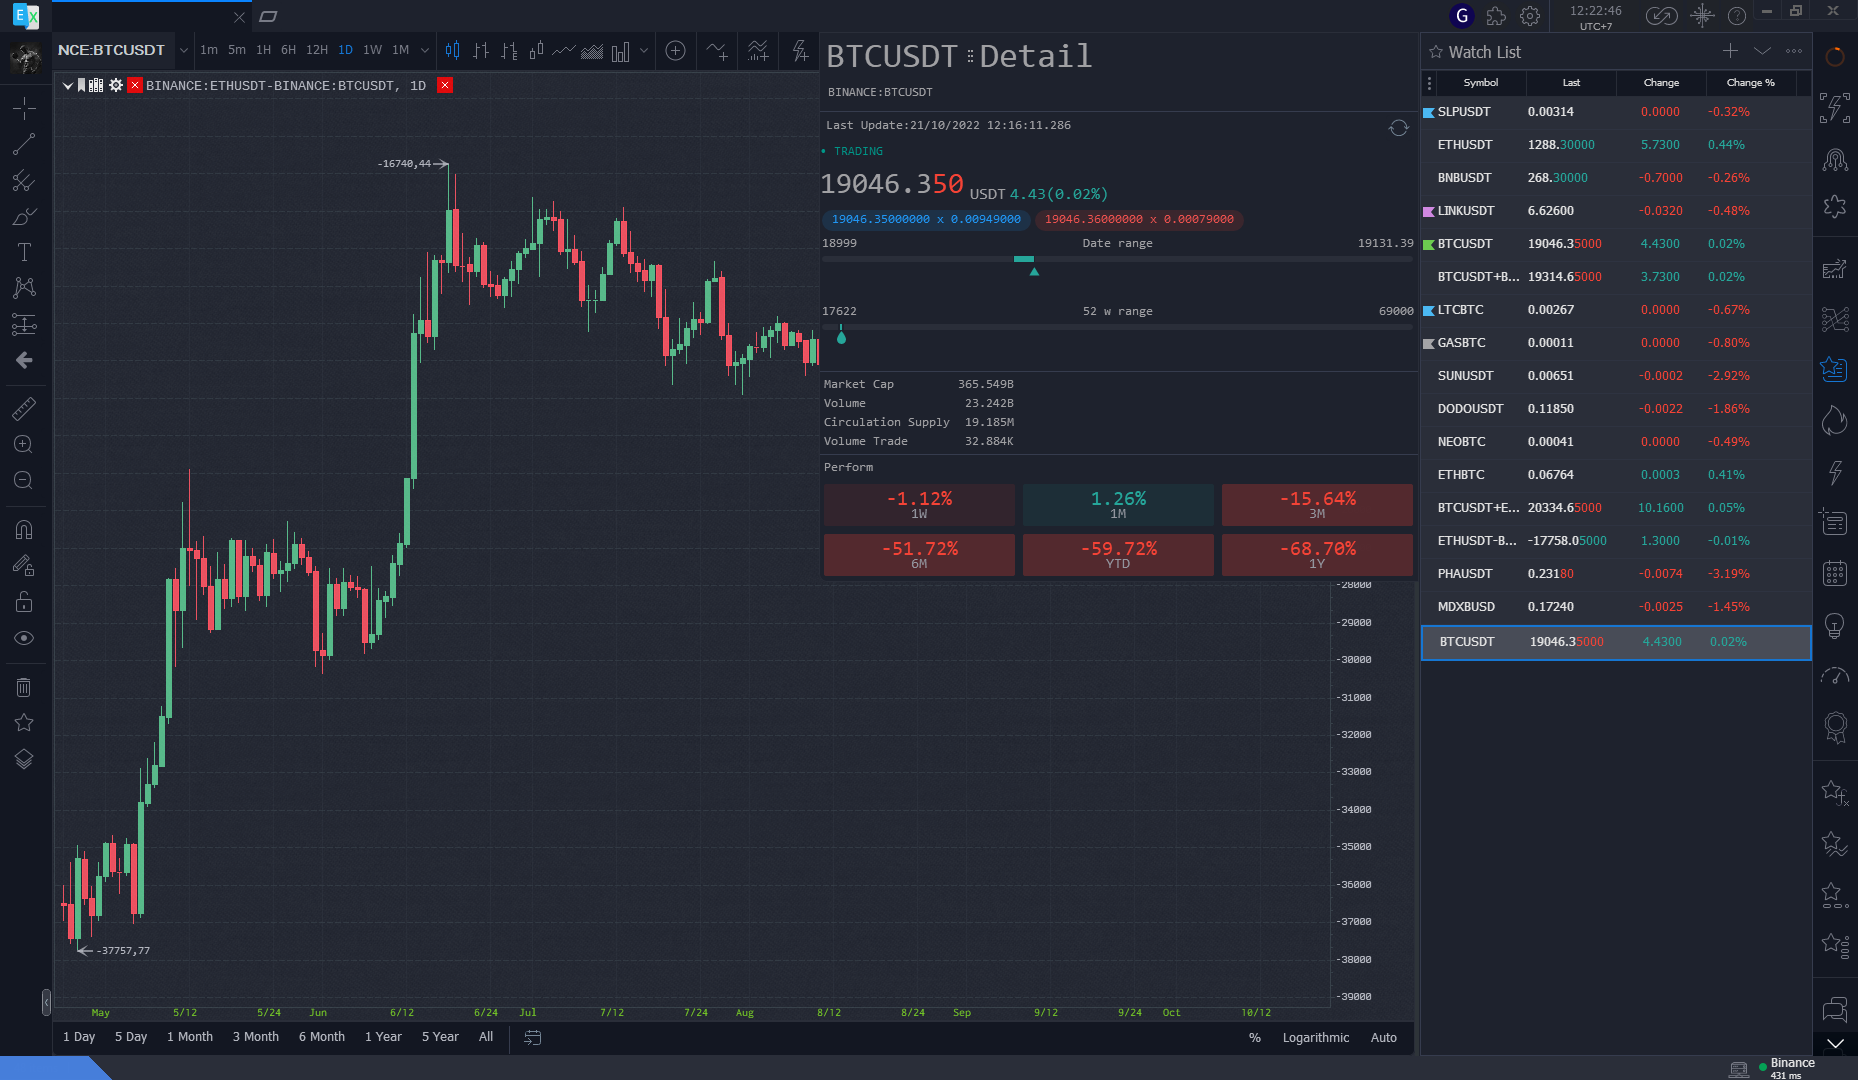 EX
G
12:22:46
UTC+7
NCE:BTCUSDT
1m 5m 1H 6H 12H 1D 1W 1M
BINANCE:ETHUSDT-BINANCE:BTCUSDT, 1D
-16740,44
-37757,77
-28000
-29000
-30000
-31000
-32000
-33000
-34000
-35000
-36000
-37000
-38000
-39000
May 5/12 5/24 Jun 6/12 6/24 Jul 7/12 7/24 Aug 8/12 8/24 Sep 9/12 9/24 Oct 10/12
1 Day 5 Day 1 Month 3 Month 6 Month 1 Year 5 Year All
% Logarithmic Auto
BTCUSDT Detail
BINANCE:BTCUSDT
Last Update:21/10/2022 12:16:11.286
• TRADING
19046.350 USDT 4.43(0.02%)
19046.35000000 x 0.00949000 19046.36000000 x 0.00079000
18999 Date range 19131.39
17622 52 w range 69000
Market Cap 365.549B
Volume 23.242B
Circulation Supply 19.185M
Volume Trade 32.884K
Perform
-1.12% 1.26% -15.64%
1W 1M 3M
-51.72% -59.72% -68.70%
6M YTD 1Y
Watch List
Symbol Last Change Change %
SLPUSDT 0.00314 0.0000 -0.32%
ETHUSDT 1288.30000 5.7300 0.44%
BNBUSDT 268.30000 -0.7000 -0.26%
LINKUSDT 6.62600 -0.0320 -0.48%
BTCUSDT 19046.35000 4.4300 0.02%
BTCUSDT+B... 19314.65000 3.7300 0.02%
LTCBTC 0.00267 0.0000 -0.67%
GASBTC 0.00011 0.0000 -0.80%
SUNUSDT 0.00651 -0.0002 -2.92%
DODOUSDT 0.11850 -0.0022 -1.86%
NEOBTC 0.00041 0.0000 -0.49%
ETHBTC 0.06764 0.0003 0.41%
BTCUSDT+E... 20334.65000 10.1600 0.05%
ETHUSDT-B... -17758.05000 1.3000 -0.01%
PHAUSDT 0.23180 -0.0074 -3.19%
MDXBUSD 0.17240 -0.0025 -1.45%
BTCUSDT 19046.35000 4.4300 0.02%
Binance
431 ms